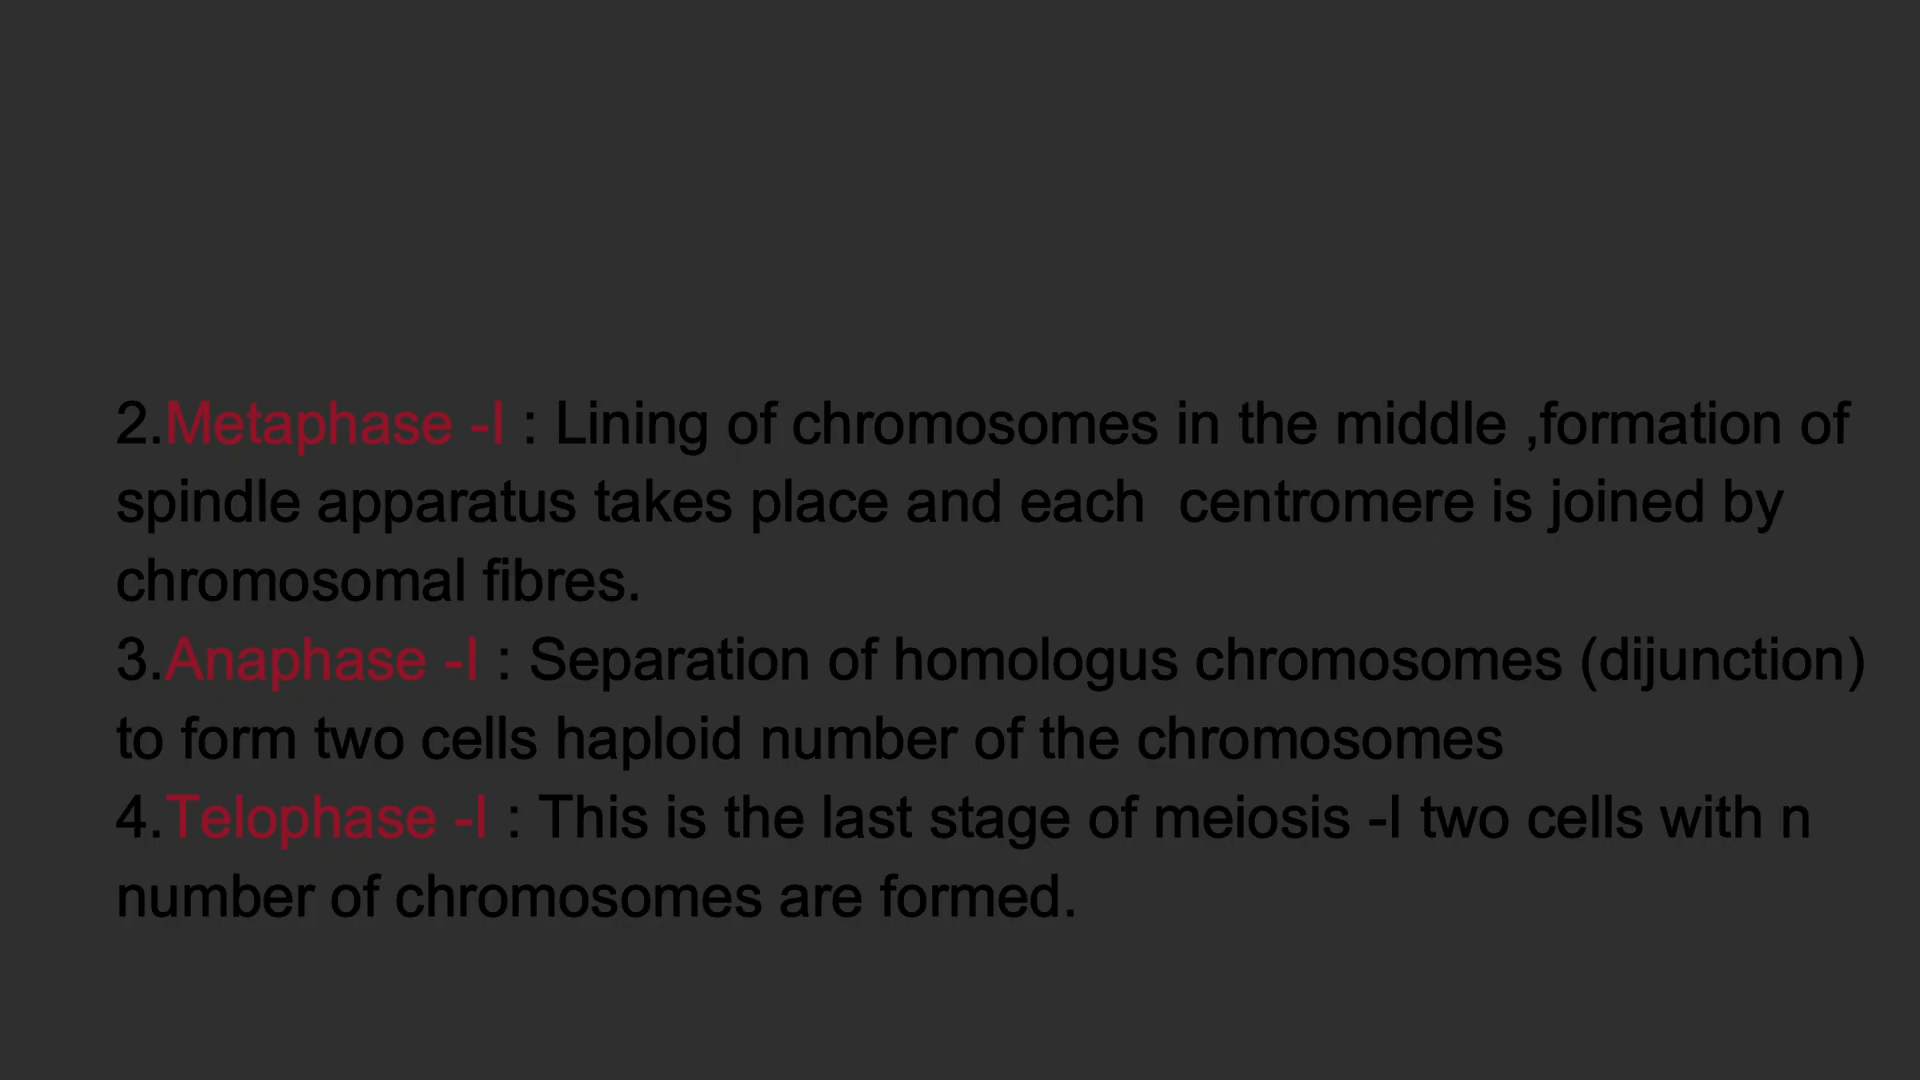 2.Metaphase -I : Lining of chromosomes in the middle ,formation of
spindle apparatus takes place and each  centromere is joined by
chromosomal fibres.
3.Anaphase -I : Separation of homologus chromosomes (dijunction)
to form two cells haploid number of the chromosomes
4.Telophase -I : This is the last stage of meiosis -I two cells with n
number of chromosomes are formed.